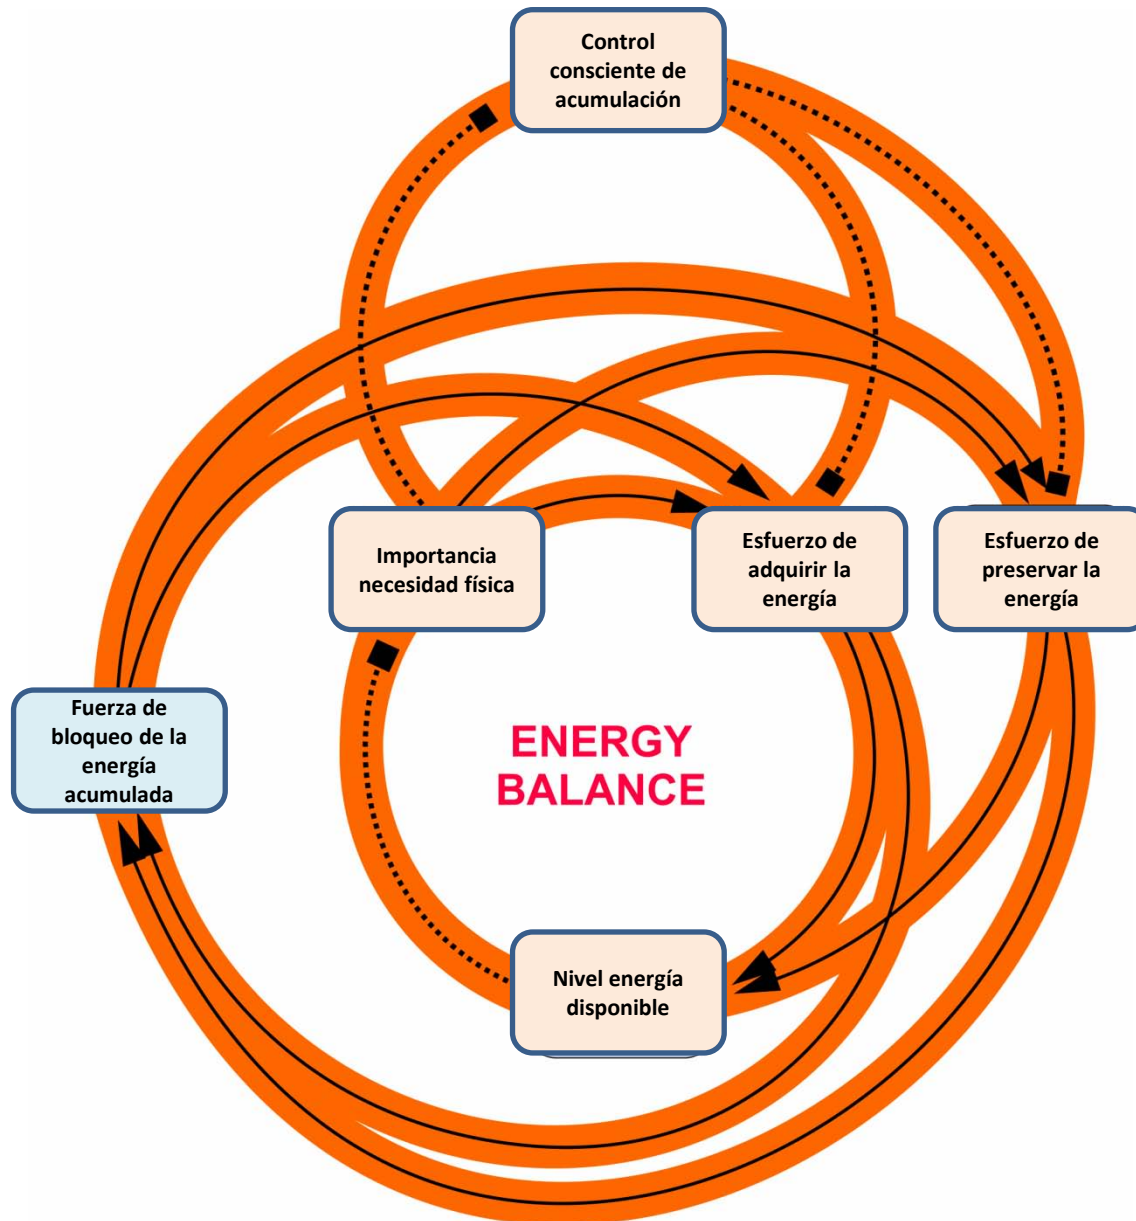 Control
consciente de
acumulación
Importancia
necesidad física
Esfuerzo de
adquirir la
energía
Esfuerzo de
preservar la
energía
Fuerza de
bloqueo de la
energía
acumulada
ENERGY
BALANCE
Nivel energía
disponible